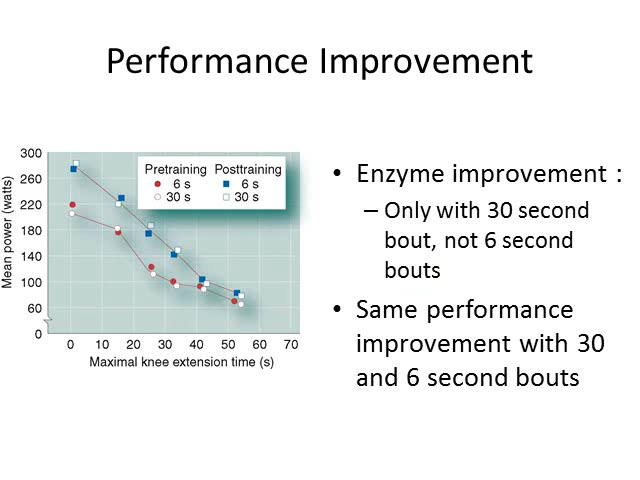 Performance Improvement
300
260
220
180
140
100
60
0
Mean power (watts)
Pretraining Posttraining
6 s 6 s
30 s 30 s
0 10 20 30 40 50 60 70
Maximal knee extension time (s)
• Enzyme improvement :
– Only with 30 second
bout, not 6 second
bouts
• Same performance
improvement with 30
and 6 second bouts